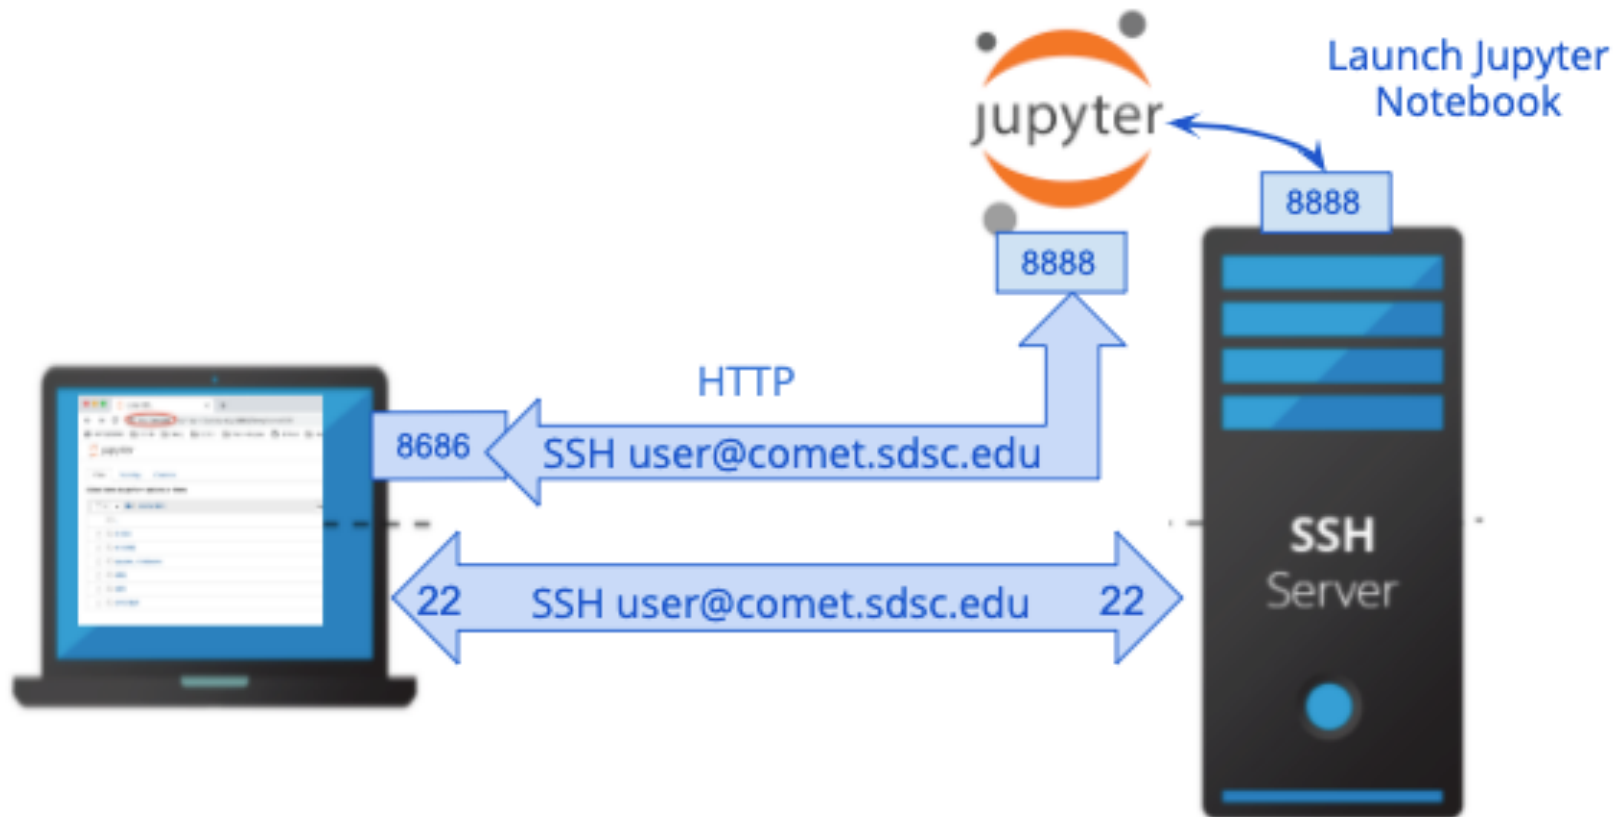 Launch Jupyter
Notebook
jupyter
8888
8888
HTTP
8686
SSH user@comet.sdsc.edu
22
SSH user@comet.sdsc.edu
22
SSH
Server